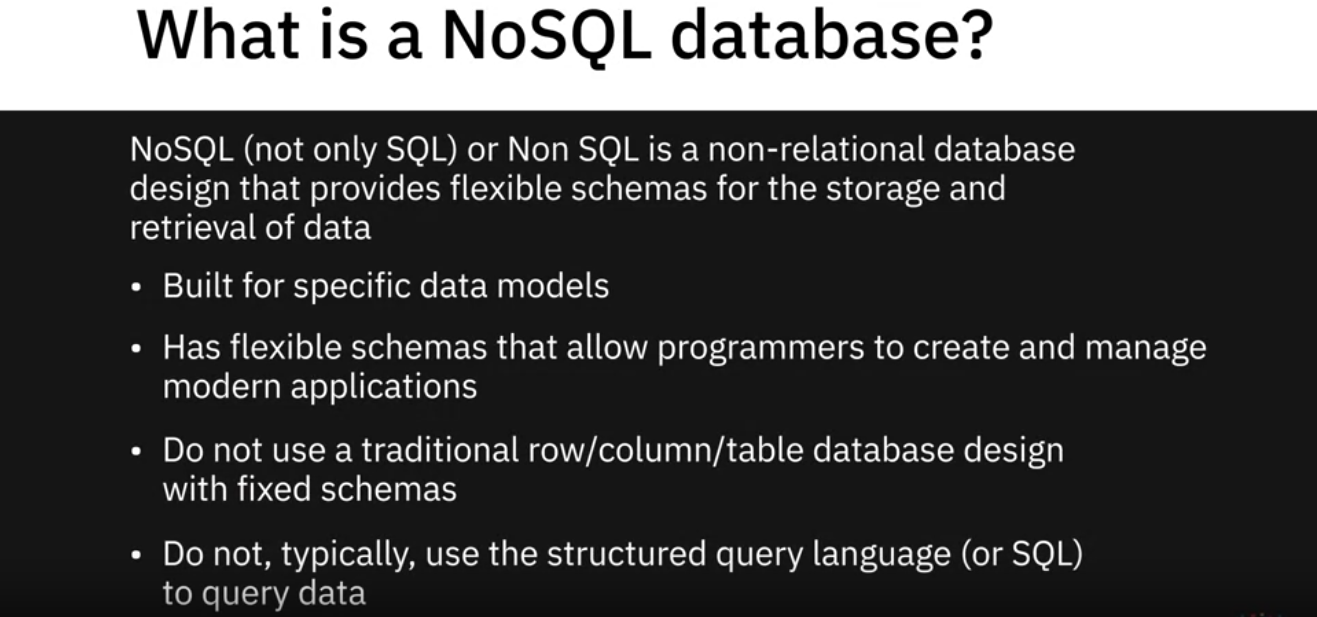 What is a NoSQL database?
NoSQL (not only SQL) or Non SQL is a non-relational database
design that provides flexible schemas for the storage and
retrieval of data
• Built for specific data models
• Has flexible schemas that allow programmers to create and manage
modern applications
• Do not use a traditional row/column/table database design
with fixed schemas
• Do not, typically, use the structured query language (or SQL)
to query data